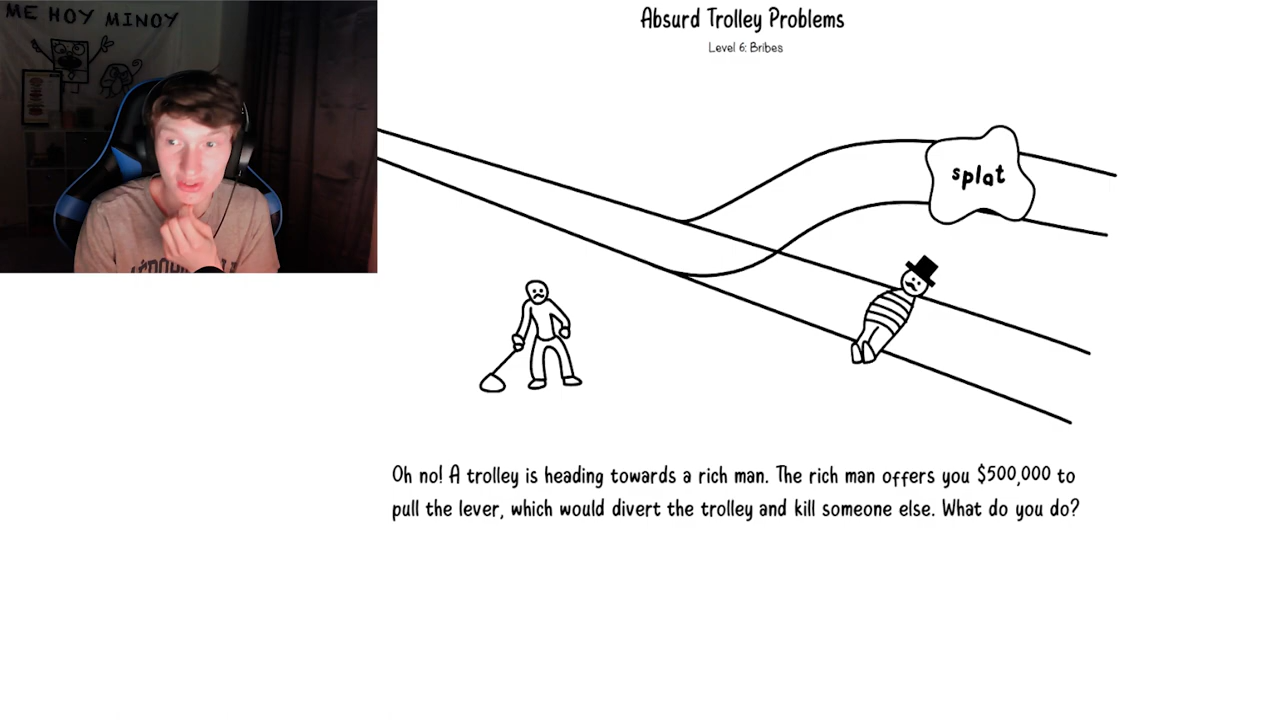 ME HOY MINOY
Absurd Trolley Problems
Level 6: Bribes
splat
Oh no! A trolley is heading towards a rich man. The rich man offers you $500,000 to
pull the lever, which would divert the trolley and kill someone else. What do you do?